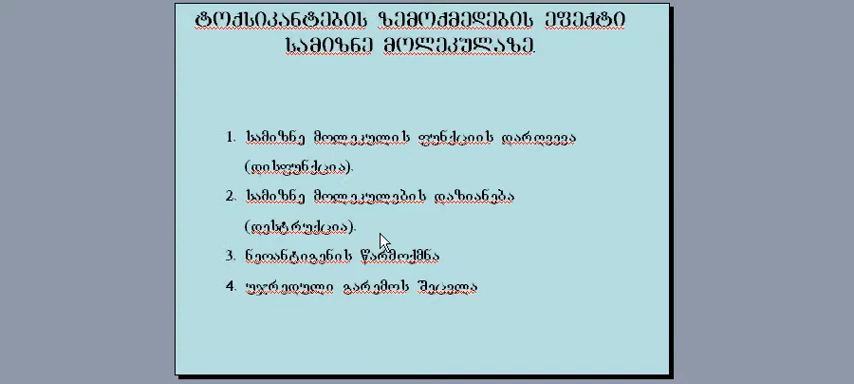 ტოქსიკანტების ზემოქმედების ეფექტი
სამიზნე მოლეკულაზე.
1. სამიზნე მოლეკულის ფუნქციის დარღვევა
(დისფუნქცია).
2. სამიზნე მოლეკულების დაზიანება
(დესტრუქცია).
3. ნეოანტიგენის წარმოქმნა
4. უჯრედული გარემოს შეცვლა